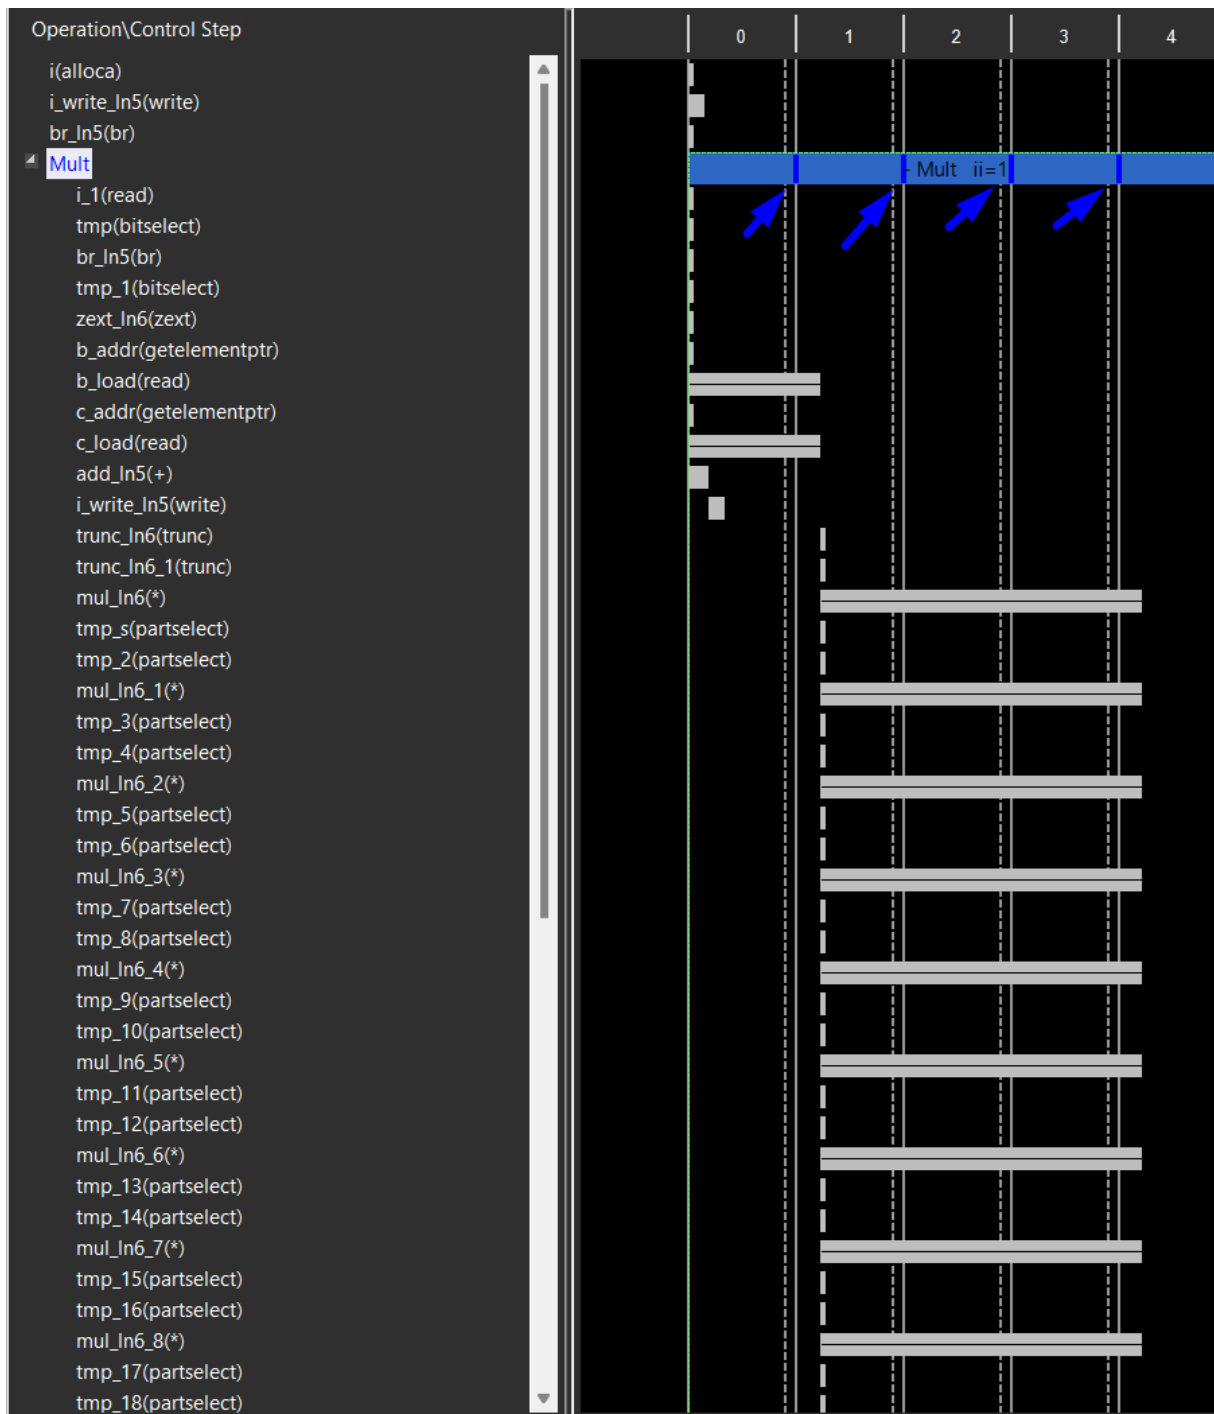 Operation\Control Step
0 1 2 3 4
i(alloca)
i_write_ln5(write)
br_ln5(br)
Mult
- Mult ii=1
i_1(read)
tmp(bitselect)
br_ln5(br)
tmp_1(bitselect)
zext_ln6(zext)
b_addr(getelementptr)
b_load(read)
c_addr(getelementptr)
c_load(read)
add_ln5(+)
i_write_ln5(write)
trunc_ln6(trunc)
trunc_ln6_1(trunc)
mul_ln6(*)
tmp_s(partselect)
tmp_2(partselect)
mul_ln6_1(*)
tmp_3(partselect)
tmp_4(partselect)
mul_ln6_2(*)
tmp_5(partselect)
tmp_6(partselect)
mul_ln6_3(*)
tmp_7(partselect)
tmp_8(partselect)
mul_ln6_4(*)
tmp_9(partselect)
tmp_10(partselect)
mul_ln6_5(*)
tmp_11(partselect)
tmp_12(partselect)
mul_ln6_6(*)
tmp_13(partselect)
tmp_14(partselect)
mul_ln6_7(*)
tmp_15(partselect)
tmp_16(partselect)
mul_ln6_8(*)
tmp_17(partselect)
tmp_18(partselect)